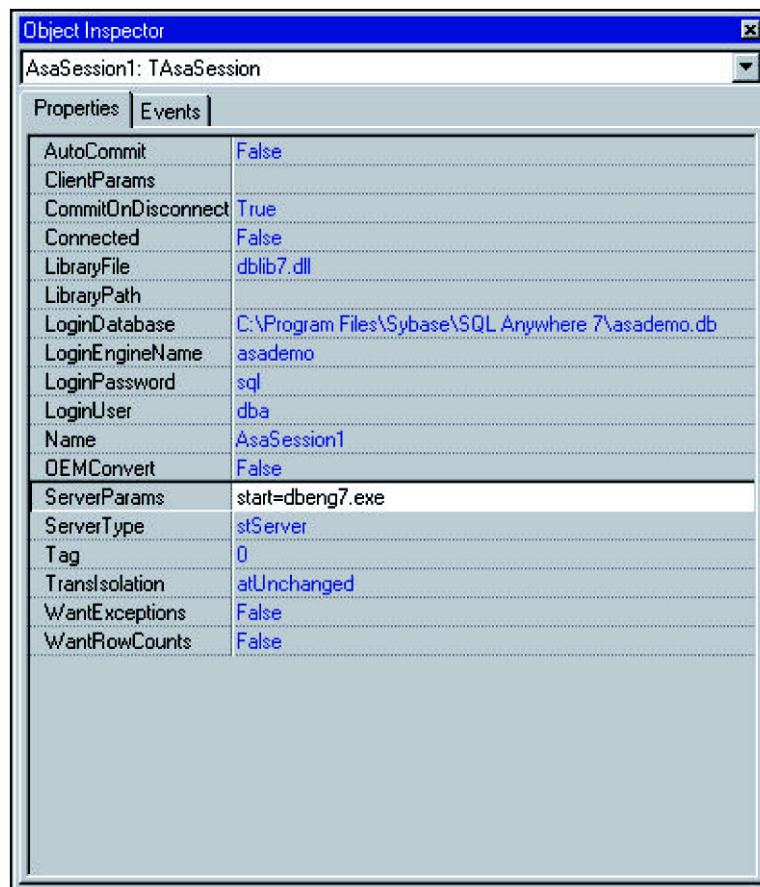 Object Inspector
AsaSession1: TAsaSession
Properties Events
AutoCommit False
ClientParams
CommitOnDisconnect True
Connected False
LibraryFile dblib7.dll
LibraryPath
LoginDatabase C:\Program Files\Sybase\SQL Anywhere 7\asademo.db
LoginEngineName asademo
LoginPassword sql
LoginUser dba
Name AsaSession1
OEMConvert False
ServerParams start=dbeng7.exe
ServerType stServer
Tag 0
TransIsolation atUnchanged
WantExceptions False
WantRowCounts False